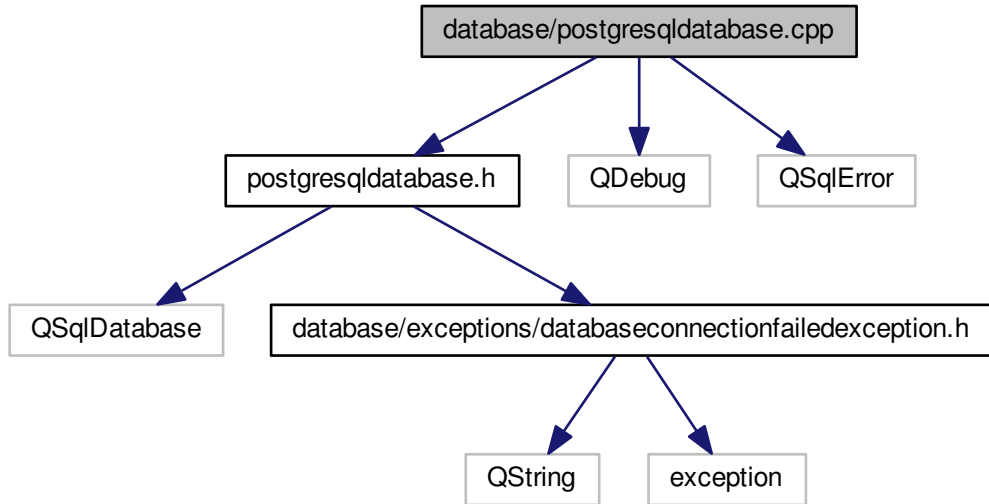 database/postgresqldatabase.cpp
postgresqldatabase.h
QDebug
QSqlError
QSqlDatabase
database/exceptions/databaseconnectionfailedexception.h
QString
exception